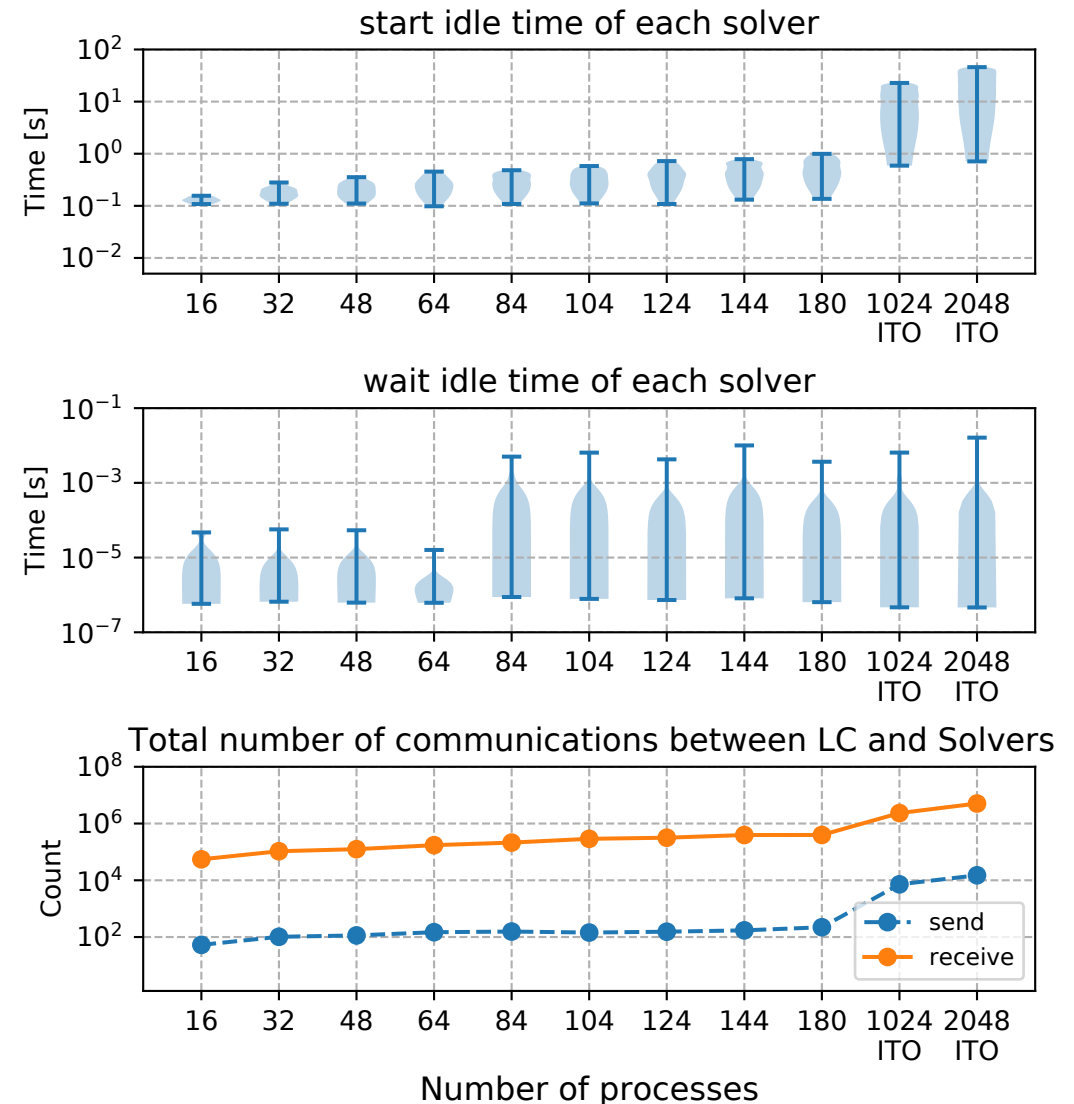 start idle time of each solver
10^2
10^1
10^0
10^-1
10^-2
Time [s]
16 32 48 64 84 104 124 144 180 1024 2048
ITO ITO
wait idle time of each solver
10^-1
10^-3
10^-5
10^-7
Time [s]
16 32 48 64 84 104 124 144 180 1024 2048
ITO ITO
Total number of communications between LC and Solvers
10^8
10^6
10^4
10^2
Count
send
receive
16 32 48 64 84 104 124 144 180 1024 2048
ITO ITO
Number of processes